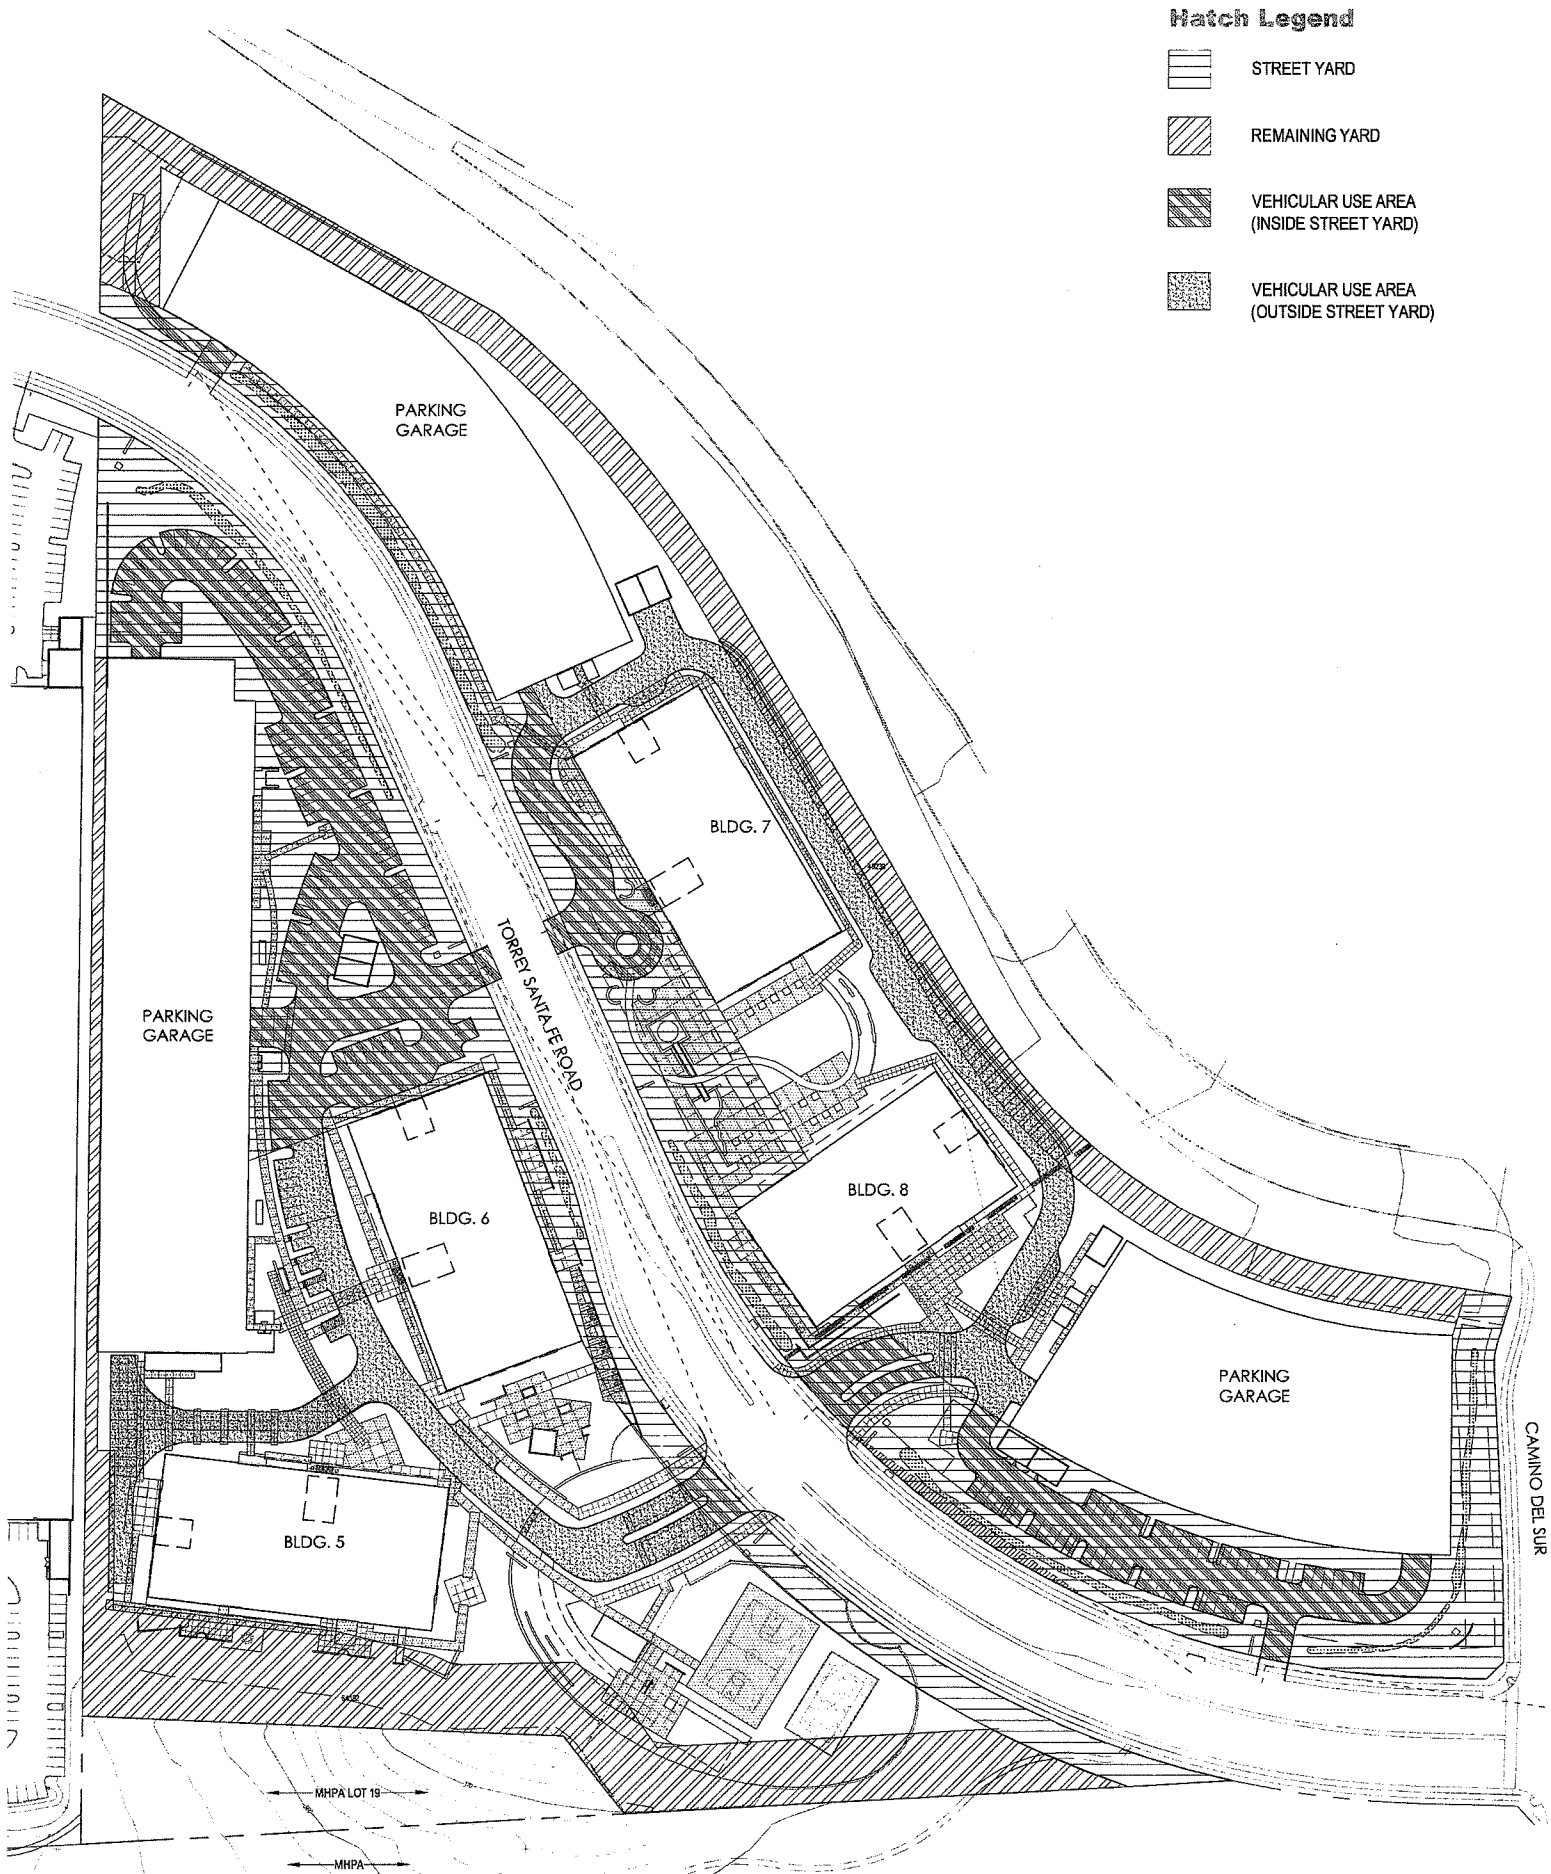 Hatch Legend
STREET YARD
REMAINING YARD
VEHICULAR USE AREA
(INSIDE STREET YARD)
VEHICULAR USE AREA
(OUTSIDE STREET YARD)
PARKING
GARAGE
BLDG. 7
TORREY SANTA FE ROAD
PARKING
GARAGE
BLDG. 8
BLDG. 6
PARKING
GARAGE
CAMINO DEL SUR
BLDG. 5
MHPA LOT 19
MHPA